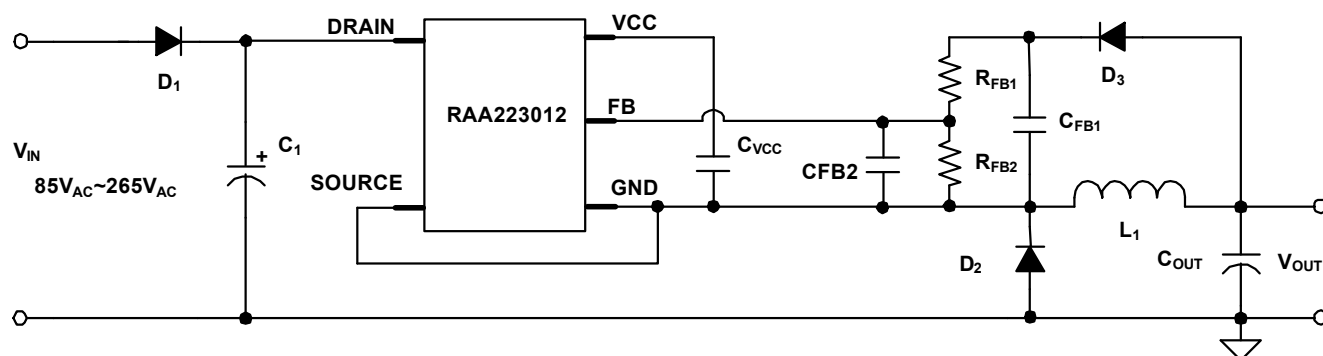 DRAIN
VCC
D1
RAA223012
FB
RFB1
D3
CFB1
VIN
85VAC~265VAC
C1
+
SOURCE
CVCC
CFB2
RFB2
GND
L1
D2
COUT
VOUT